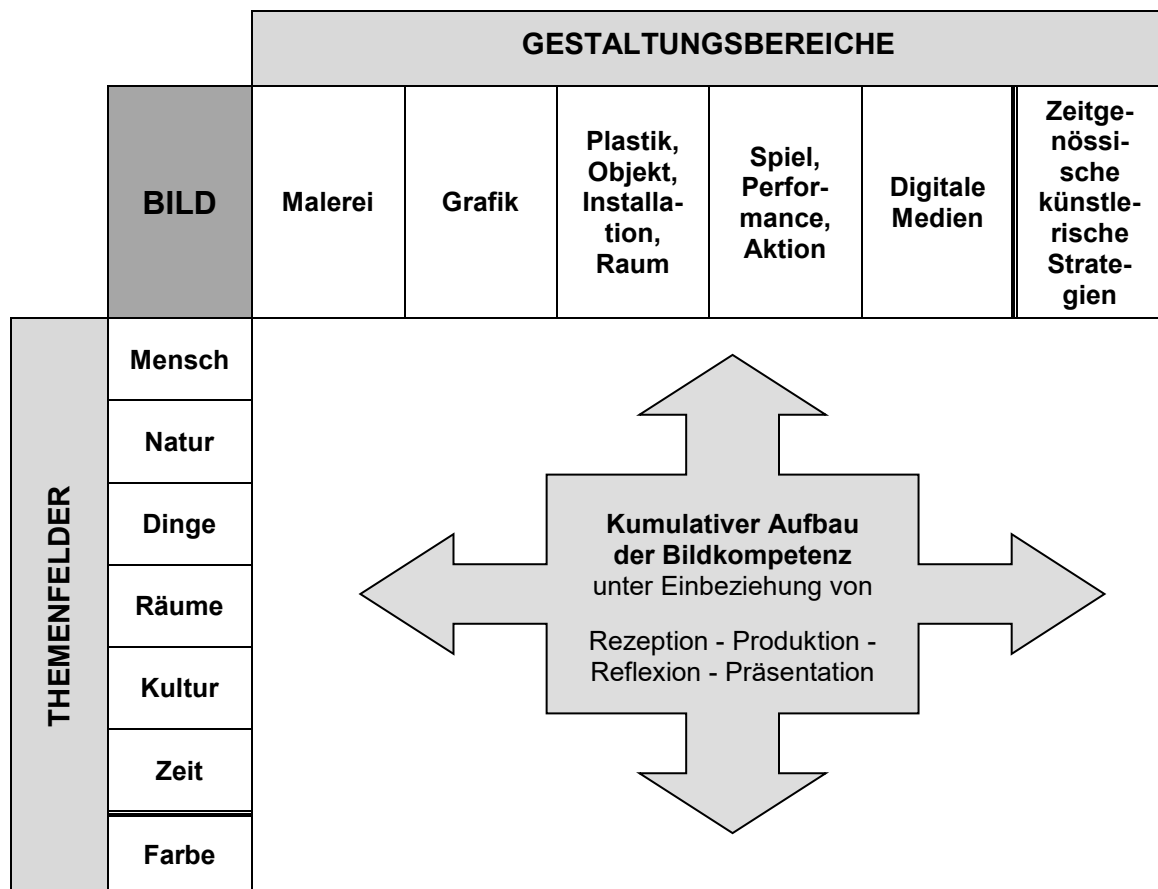 GESTALTUNGSBEREICHE
BILD
Malerei
Grafik
Plastik,
Objekt,
Installa-
tion,
Raum
Spiel,
Perfor-
mance,
Aktion
Digitale
Medien
Zeitge-
nössi-
sche
künstle-
rische
Strate-
gien
THEMENFELDER
Mensch
Natur
Dinge
Räume
Kultur
Zeit
Farbe
Kumulativer Aufbau
der Bildkompetenz
unter Einbeziehung von
Rezeption - Produktion -
Reflexion - Präsentation